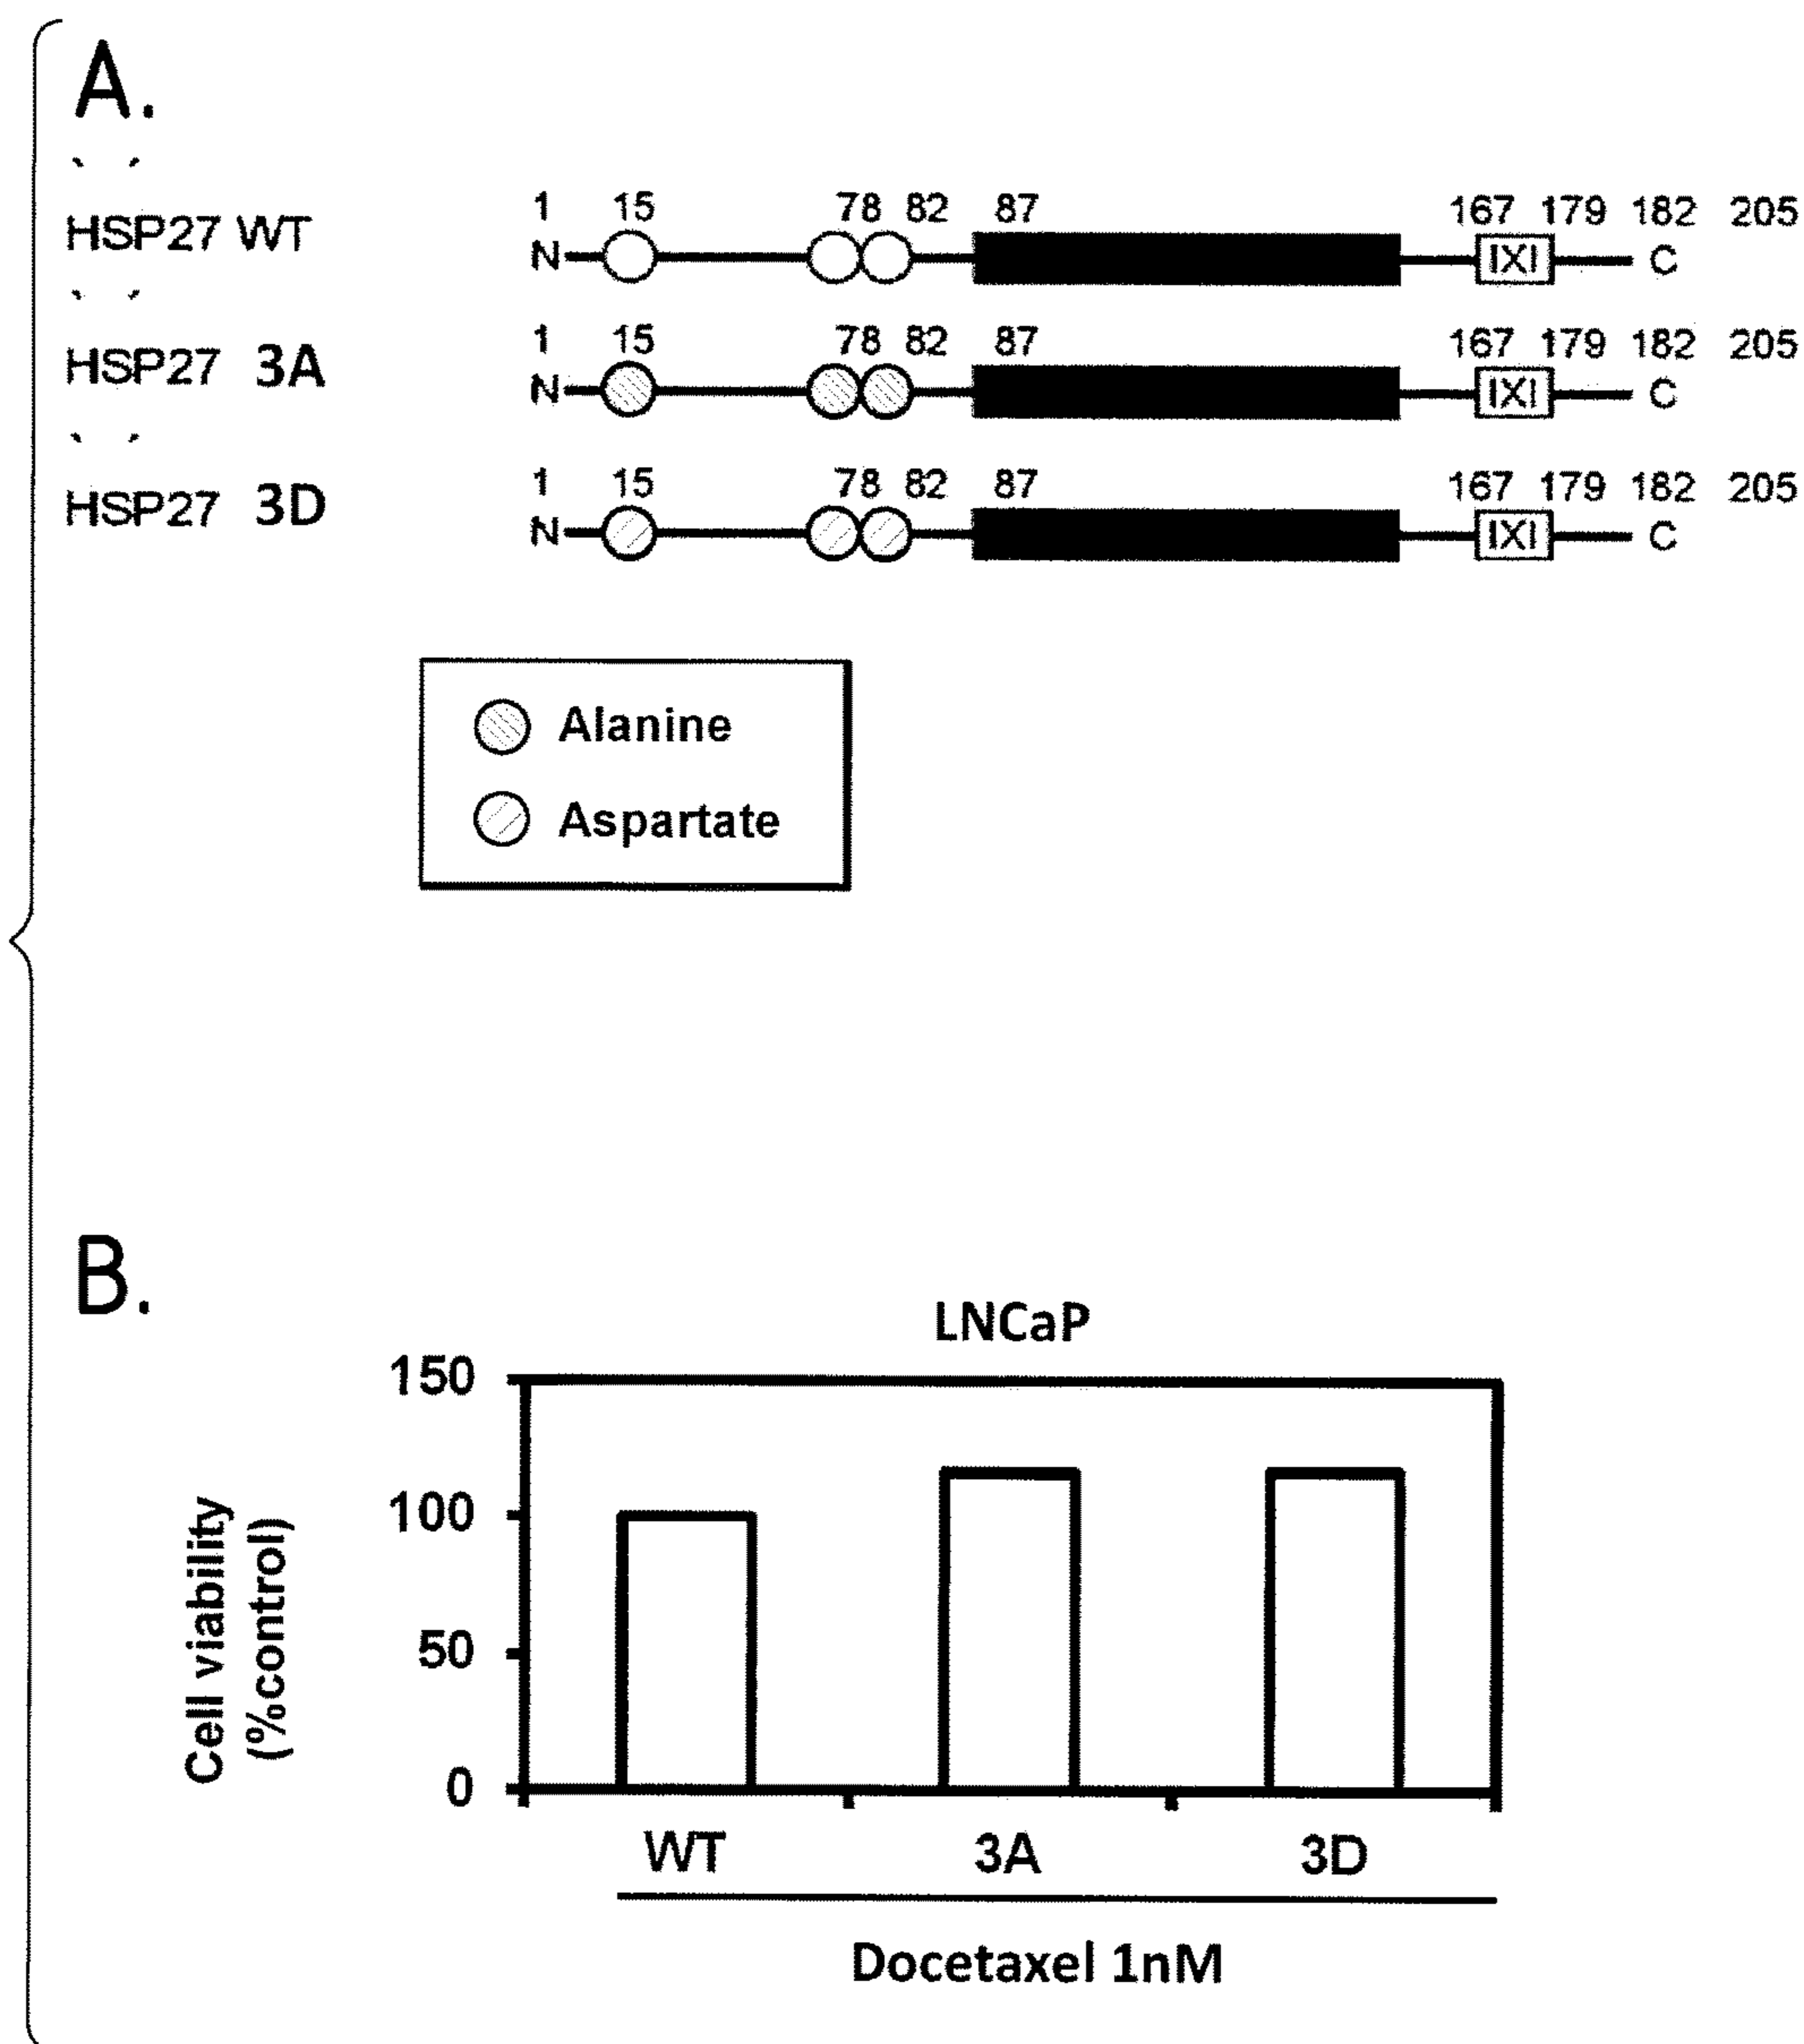 A.
1 15 78 82 87 167 179 182 205
HSP27 WT N IXI C
1 15 78 82 87 167 179 182 205
HSP27 3A N IXI C
1 15 78 82 87 167 179 182 205
HSP27 3D N IXI C
Alanine
Aspartate
B.
LNCaP
150
100
50
0
Cell viability
(%control)
WT 3A 3D
Docetaxel 1nM